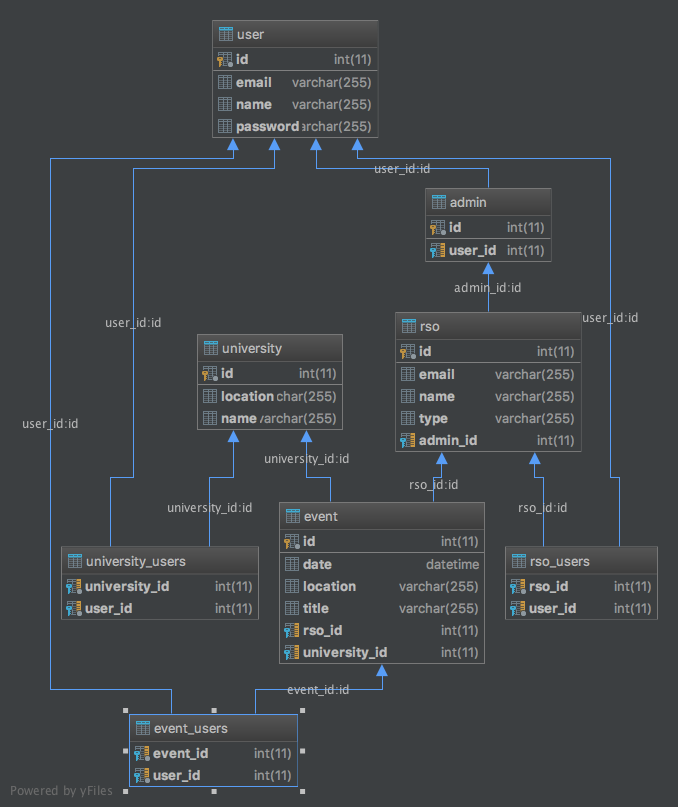 user
id int(11)
email varchar(255)
name varchar(255)
password varchar(255)
user_id:id
admin
id int(11)
user_id int(11)
admin_id:id
user_id:id
user_id:id
rso
id int(11)
email varchar(255)
name varchar(255)
type varchar(255)
admin_id int(11)
university
id int(11)
location char(255)
name varchar(255)
user_id:id
university_id:id
rso_id:id
university_id:id
rso_id:id
event
id int(11)
date datetime
location varchar(255)
title varchar(255)
rso_id int(11)
university_id int(11)
university_users
university_id int(11)
user_id int(11)
rso_users
rso_id int(11)
user_id int(11)
event_id:id
event_users
event_id int(11)
user_id int(11)
Powered by yFiles